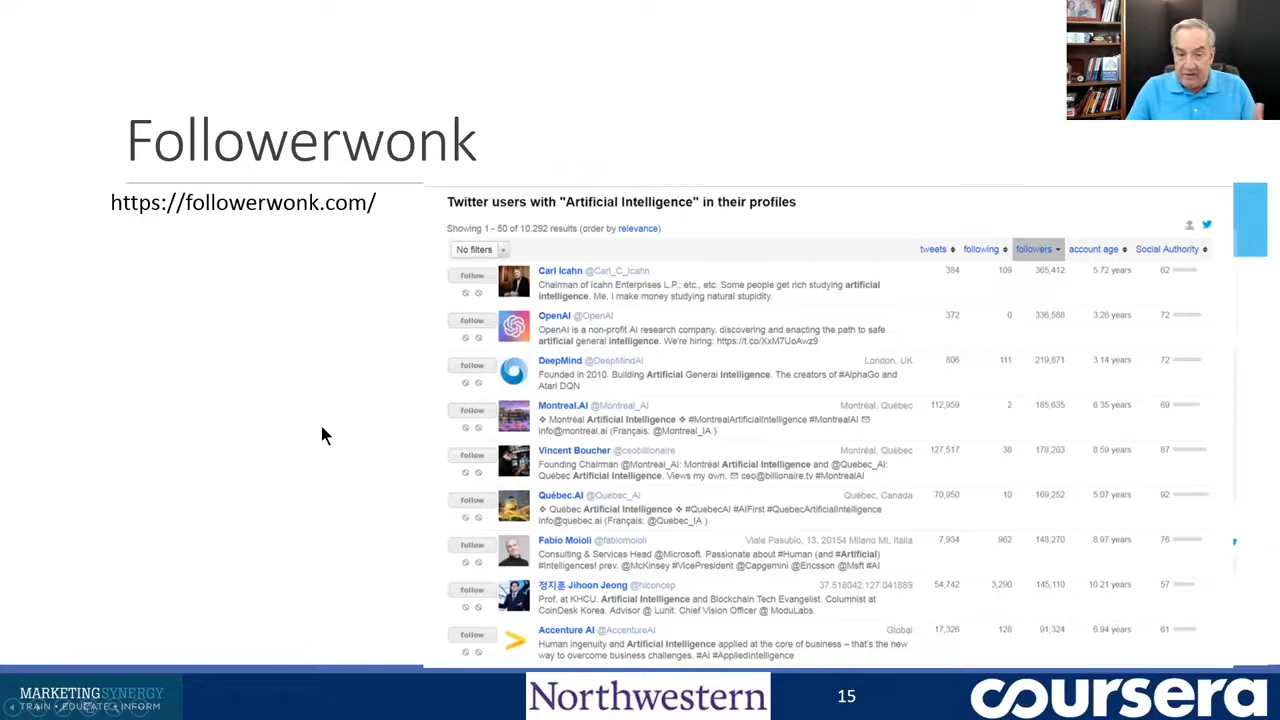 Followerwonk
https://followerwonk.com/
Twitter users with "Artificial Intelligence" in their profiles
Showing 1 - 50 of 10.292 results (order by relevance)
No filters
tweets following followers account age Social Authority
follow Carl Icahn @Carl_C_Icahn 384 109 365,412 5.72 years 62
Chairman of Icahn Enterprises L.P.; etc., etc. Some people get rich studying artificial
intelligence. Me, I make money studying natural stupidity.
follow OpenAI @OpenAI 372 0 336,588 3.26 years 72
OpenAI is a non-profit AI research company, discovering and enacting the path to safe
artificial general intelligence. We're hiring: https://t.co/XxM7UoAwz9
follow DeepMind @DeepMindAI London, UK 806 111 219,871 3.14 years 72
Founded in 2010. Building Artificial General Intelligence. The creators of #AlphaGo and
Atari DQN
follow Montreal.AI @Montreal_AI Montréal, Québec 112,959 2 185,635 6.35 years 69
❖ Montréal Artificial Intelligence ❖ #MontrealArtificialIntelligence #MontrealAI ✉
info@montreal.ai (Français: @Montreal_IA )
follow Vincent Boucher @ceobillionaire Montréal, Québec 127,517 38 178,203 8.59 years 87
Founding Chairman @Montreal_AI: Montréal Artificial Intelligence and @Quebec_AI:
Québec Artificial Intelligence. Views my own. ✉ ceo@billionaire.tv #MontrealAI
follow Québec.AI @Quebec_AI Québec, Canada 70,950 10 169,252 5.07 years 92
❖ Québec Artificial Intelligence ❖ #QuebecAI #AIFirst #QuebecArtificialIntelligence
info@quebec.ai (Français: @Quebec_IA )
follow Fabio Moioli @fabiomoioli Viale Pasubio, 13, 20154 Milano MI, Italia 7,934 962 148,270 8.97 years 76
Consulting & Services Head @Microsoft. Passionate about #Human (and #Artificial)
#Intelligence! prev. @McKinsey #VicePresident @Capgemini @Ericsson @Msft #AI
follow 정지훈 Jihoon Jeong @hiconcep 37.518042,127.041889 54,742 3,290 145,110 10.21 years 57
Prof. at KHCU. Artificial Intelligence and Blockchain Tech Evangelist. Columnist at
CoinDesk Korea. Advisor @ Lunit. Chief Vision Officer @ ModuLabs.
follow Accenture AI @AccentureAI Global 17,326 128 91,324 6.94 years 61
Human ingenuity and Artificial Intelligence applied at the core of business – that's the new
way to overcome business challenges. #AI #AppliedIntelligence
MARKETING SYNERGY
TRAIN • EDUCATE • INFORM
Northwestern
15
coursera